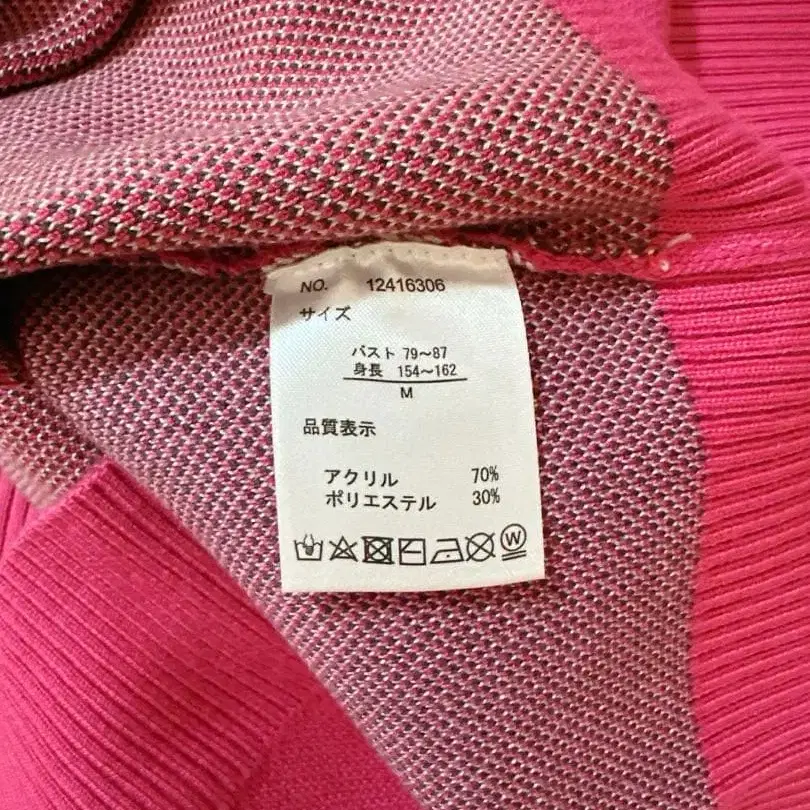 NO. 12416306
サイズ
バスト 79～87
身長 154～162
M
品質表示
アクリル 70%
ポリエステル 30%
W